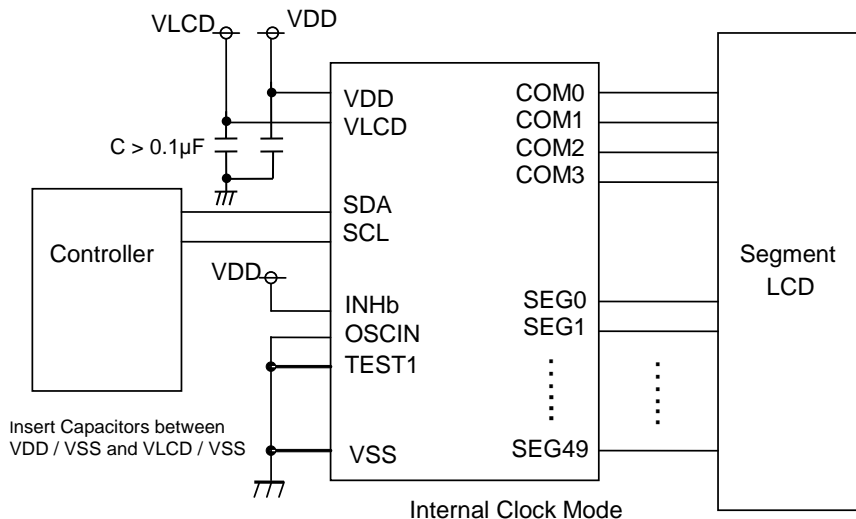 VLCD
VDD
VDD
VLCD
C > 0.1µF
SDA
SCL
Controller
VDD
INHb
OSCIN
TEST1
VSS
COM0
COM1
COM2
COM3
SEG0
SEG1
SEG49
Segment
LCD
Insert Capacitors between
VDD / VSS and VLCD / VSS
Internal Clock Mode